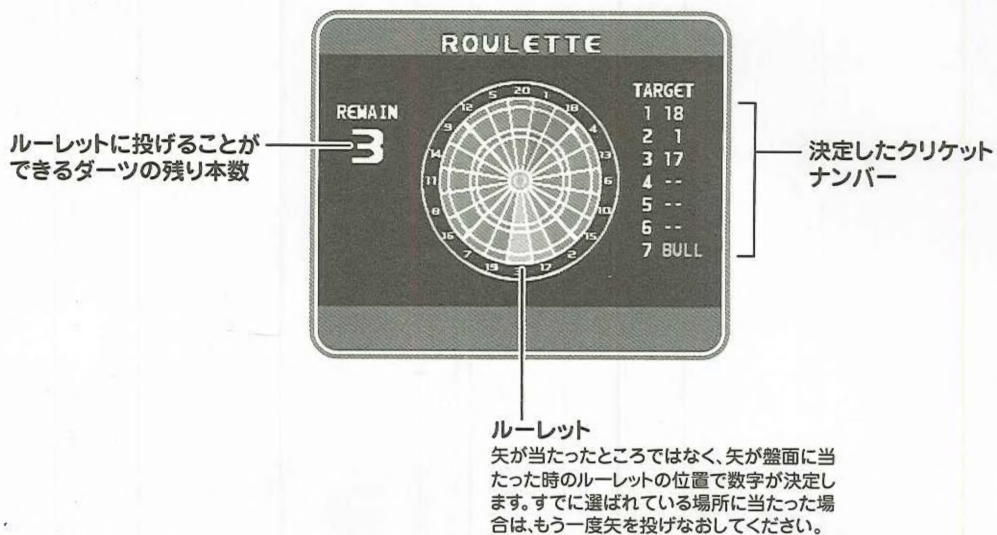 ROULETTE
REMAIN
3
TARGET
1 18
2 1
3 17
4 --
5 --
6 --
7 BULL
20
1
18
4
13
6
10
15
2
17
3
19
7
16
8
11
14
9
12
5
ルーレットに投げることが
できるダーツの残り本数
決定したクリケット
ナンバー
ルーレット
矢が当たったところではなく、矢が盤面に当
たった時のルーレットの位置で数字が決定し
ます。すでに選ばれている場所に当たった場
合は、もう一度矢を投げなおしてください。